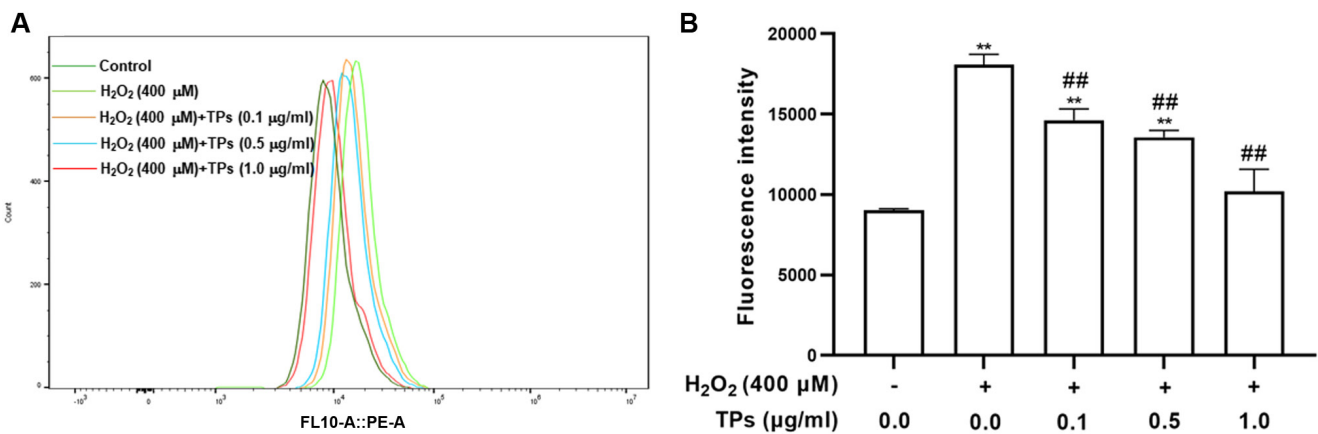 A
600
400
200
0
Count
Control
H₂O₂ (400 μM)
H₂O₂ (400 μM)+TPs (0.1 μg/ml)
H₂O₂ (400 μM)+TPs (0.5 μg/ml)
H₂O₂ (400 μM)+TPs (1.0 μg/ml)
-10³ 0 10³ 10⁴ 10⁵ 10⁶ 10⁷
FL10-A::PE-A
B
Fluorescence intensity
20000
15000
10000
5000
0
**
##
**
##
**
##
H₂O₂ (400 μM) - + + + +
TPs (μg/ml) 0.0 0.0 0.1 0.5 1.0